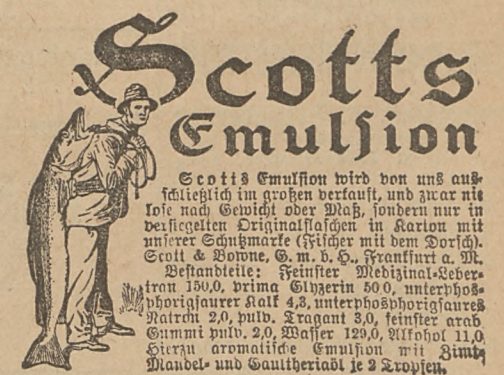 Scotts
Emulsion
Scotts Emulsion wird von uns aus-
schließlich im großen verkauft, und zwar nie
lose nach Gewicht oder Maß, sondern nur in
versiegelten Originalflaschen in Karton mit
unserer Schutzmarke (Fischer mit dem Dorsch).
Scott & Bowne, G. m. b. H., Frankfurt a. M.
Bestandteile: Feinster Medizinal-Leber-
tran 150,0, prima Glyzerin 50,0, unterphos-
phorigsaurer Kalk 4,3, unterphosphorigsaures
Natron 2,0, pulv. Tragant 3,0, feinster arab.
Gummi pulv. 2,0, Wasser 129,0, Alkohol 11,0.
Hierzu aromatische Emulsion mit Zimt-
Mandel- und Gaultheriaöl je 2 Tropfen.